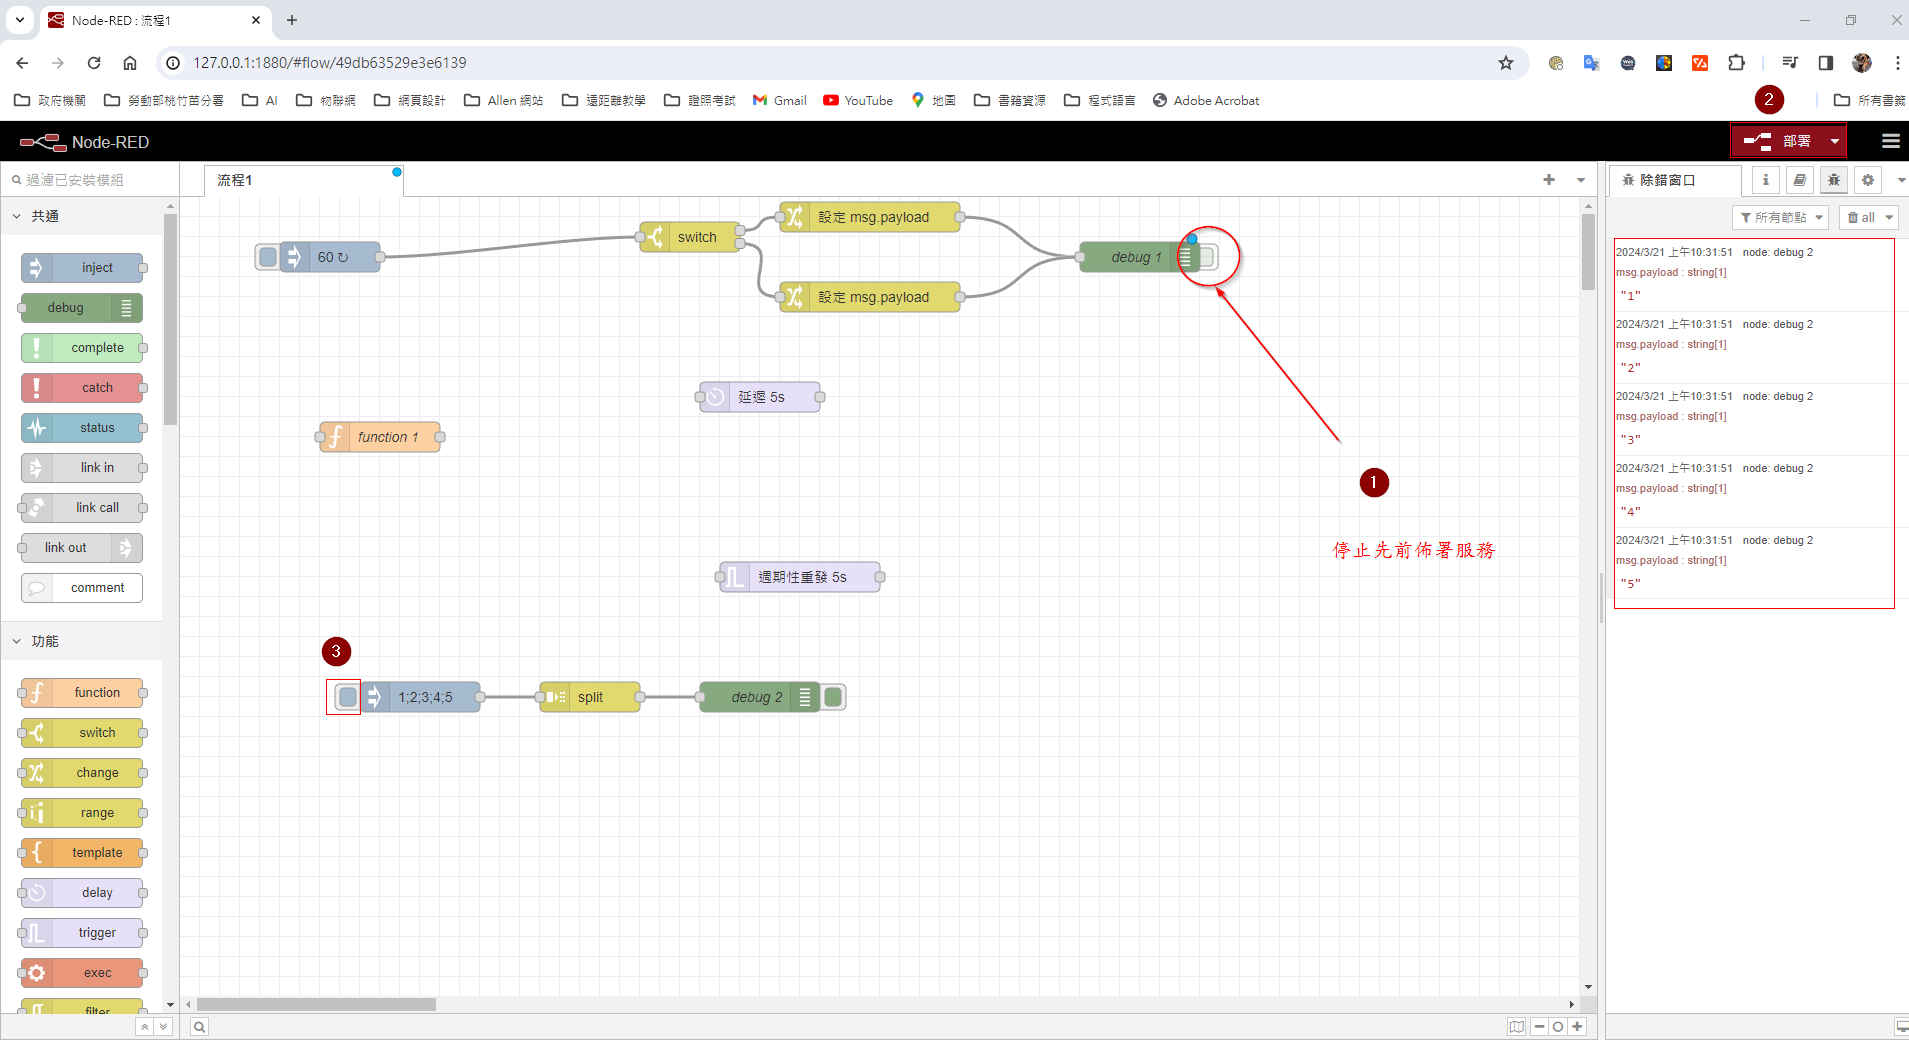 Node-RED : 流程1
127.0.0.1:1880/#flow/49db63529e3e6139
政府機關 勞動部桃竹苗分署 AI 物聯網 網頁設計 Allen 網站 遠距離教學 證照考試 Gmail YouTube 地圖 書籍資源 程式語言 Adobe Acrobat 所有書籤
2
Node-RED
部署
過濾已安裝模組
流程1
除錯窗口
所有節點
all
共通
inject
debug
complete
catch
status
link in
link call
link out
comment
功能
function
switch
change
range
template
delay
trigger
exec
filter
60 ↻
switch
設定 msg.payload
設定 msg.payload
debug 1
延遲 5s
function 1
1
停止先前佈署服務
週期性重發 5s
3
1;2;3;4;5
split
debug 2
2024/3/21 上午10:31:51 node: debug 2
msg.payload : string[1]
"1"
2024/3/21 上午10:31:51 node: debug 2
msg.payload : string[1]
"2"
2024/3/21 上午10:31:51 node: debug 2
msg.payload : string[1]
"3"
2024/3/21 上午10:31:51 node: debug 2
msg.payload : string[1]
"4"
2024/3/21 上午10:31:51 node: debug 2
msg.payload : string[1]
"5"